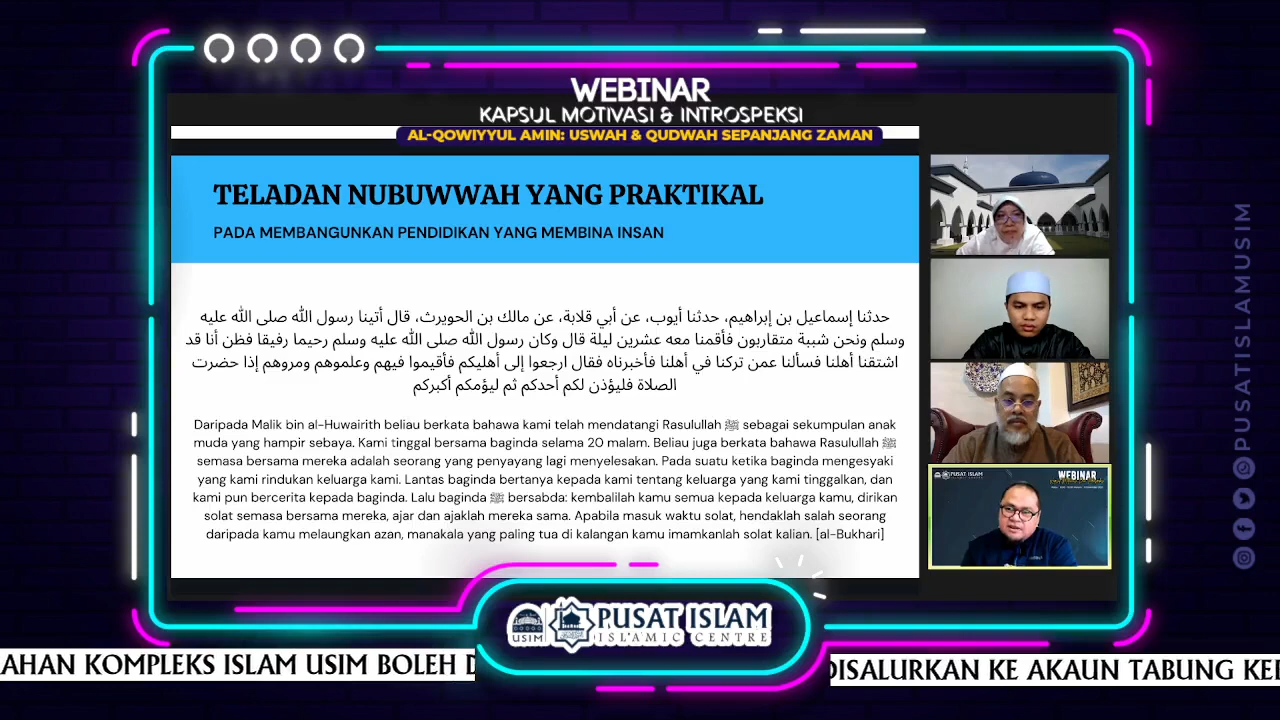 WEBINAR
KAPSUL MOTIVASI & INTROSPEKSI
AL-QOWIYYUL AMIN: USWAH & QUDWAH SEPANJANG ZAMAN
TELADAN NUBUWWAH YANG PRAKTIKAL
PADA MEMBANGUNKAN PENDIDIKAN YANG MEMBINA INSAN
حدثنا إسماعيل بن إبراهيم، حدثنا أيوب، عن أبي قلابة، عن مالك بن الحويرث، قال أتينا رسول الله صلى الله عليه
وسلم ونحن شببة متقاربون فأقمنا معه عشرين ليلة قال وكان رسول الله صلى الله عليه وسلم رحيما رفيقا فظن أنا قد
اشتقنا أهلنا فسألنا عمن تركنا في أهلنا فأخبرناه فقال ارجعوا إلى أهليكم فأقيموا فيهم وعلموهم ومروهم إذا حضرت
الصلاة فليؤذن لكم أحدكم ثم ليؤمكم أكبركم
Daripada Malik bin al-Huwairith beliau berkata bahawa kami telah mendatangi Rasulullah ﷺ sebagai sekumpulan anak
muda yang hampir sebaya. Kami tinggal bersama baginda selama 20 malam. Beliau juga berkata bahawa Rasulullah ﷺ
semasa bersama mereka adalah seorang yang penyayang lagi menyelesakan. Pada suatu ketika baginda mengesyaki
yang kami rindukan keluarga kami. Lantas baginda bertanya kepada kami tentang keluarga yang kami tinggalkan, dan
kami pun bercerita kepada baginda. Lalu baginda ﷺ bersabda: kembalilah kamu semua kepada keluarga kamu, dirikan
solat semasa bersama mereka, ajar dan ajaklah mereka sama. Apabila masuk waktu solat, hendaklah salah seorang
daripada kamu melaungkan azan, manakala yang paling tua di kalangan kamu imamkanlah solat kalian. [al-Bukhari]
PUSAT ISLAM
WEBINAR
PUSATISLAMUSIM
USIM
PUSAT ISLAM
ISLAMIC CENTRE
AHAN KOMPLEKS ISLAM USIM BOLEH D
DISALURKAN KE AKAUN TABUNG KE